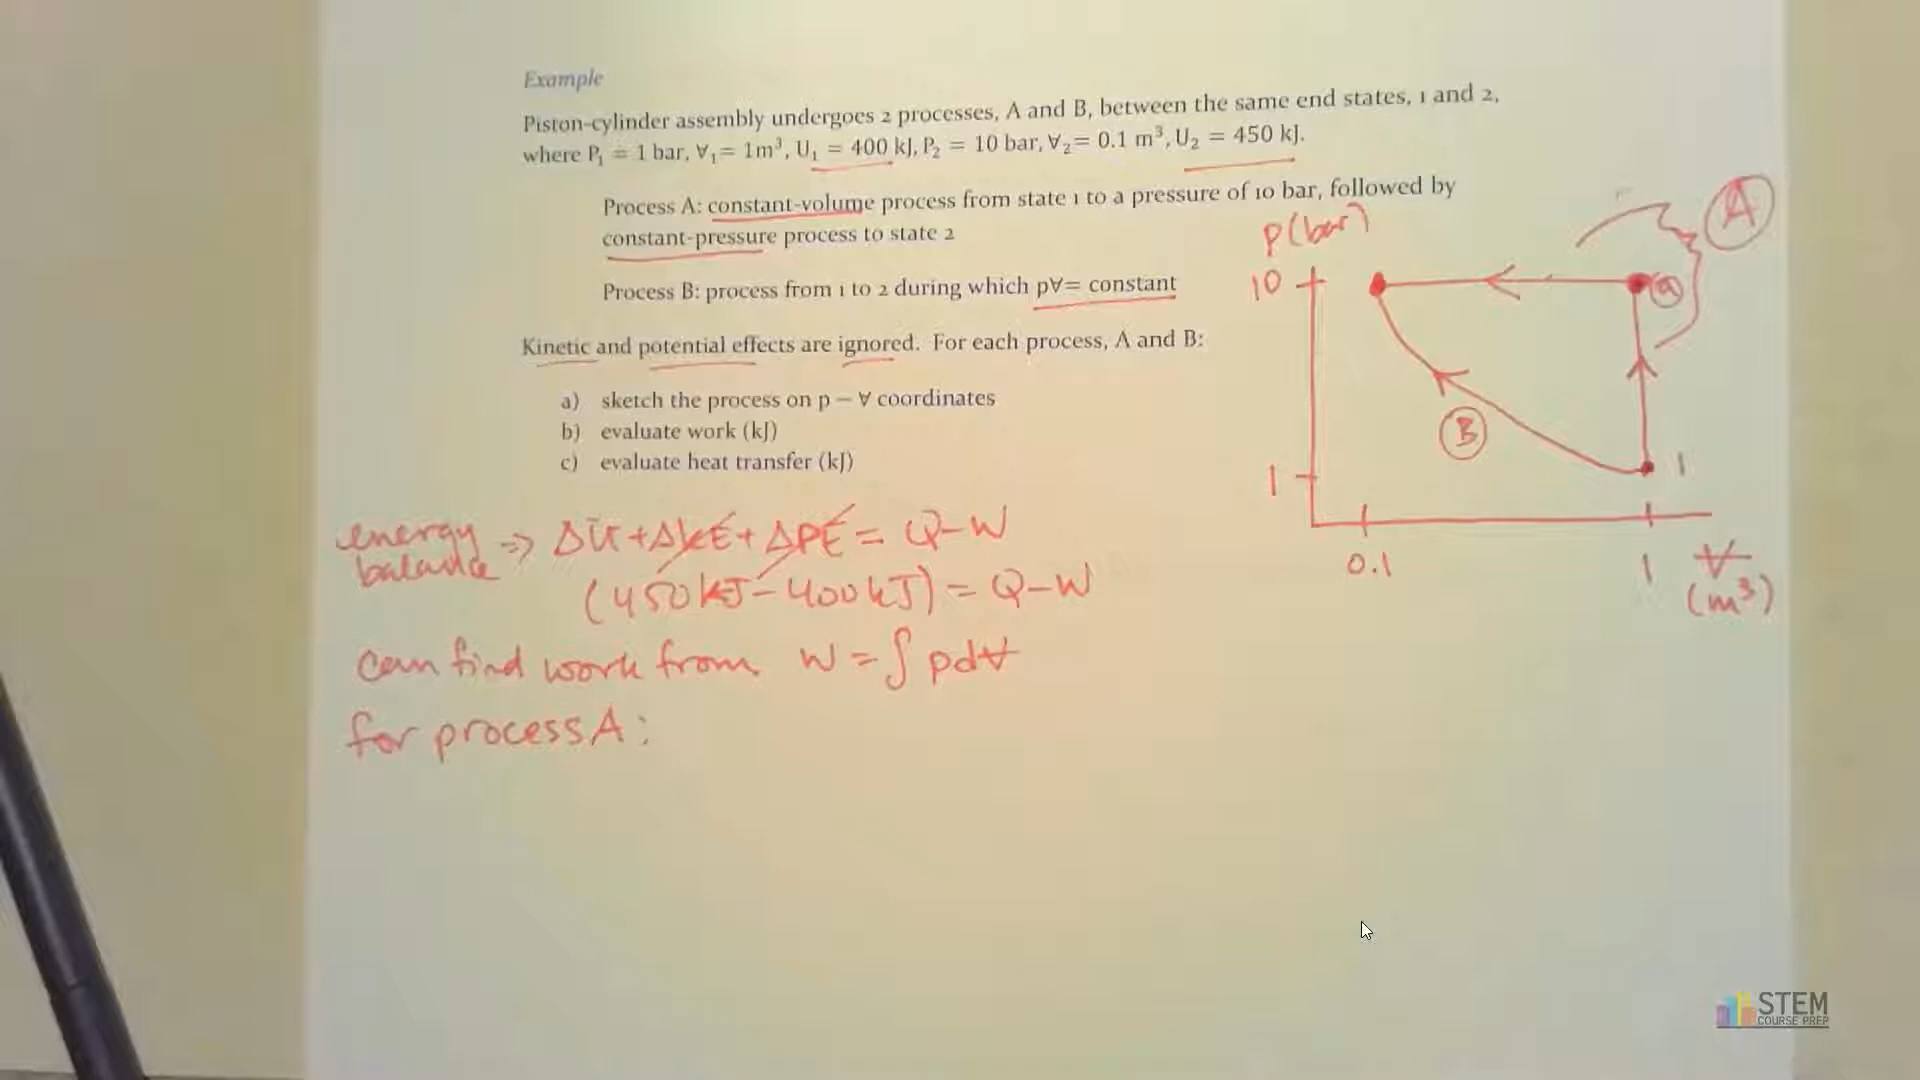 Example
Piston-cylinder assembly undergoes 2 processes, A and B, between the same end states, 1 and 2,
where P₁ = 1 bar, V̶₁ = 1m³, U₁ = 400 kJ, P₂ = 10 bar, V̶₂ = 0.1 m³, U₂ = 450 kJ.
Process A: constant-volume process from state 1 to a pressure of 10 bar, followed by
constant-pressure process to state 2
Process B: process from 1 to 2 during which pV̶= constant
Kinetic and potential effects are ignored. For each process, A and B:
a) sketch the process on p – V̶ coordinates
b) evaluate work (kJ)
c) evaluate heat transfer (kJ)
energy balance => ΔU+ΔKE+ΔPE = Q-W
(450kJ-400kJ) = Q-W
can find work from W = ∫ pdV̶
for process A:
p(bar)
A
10
a
B
1
1
0.1
1
V̶
(m³)
STEM
COURSE PREP